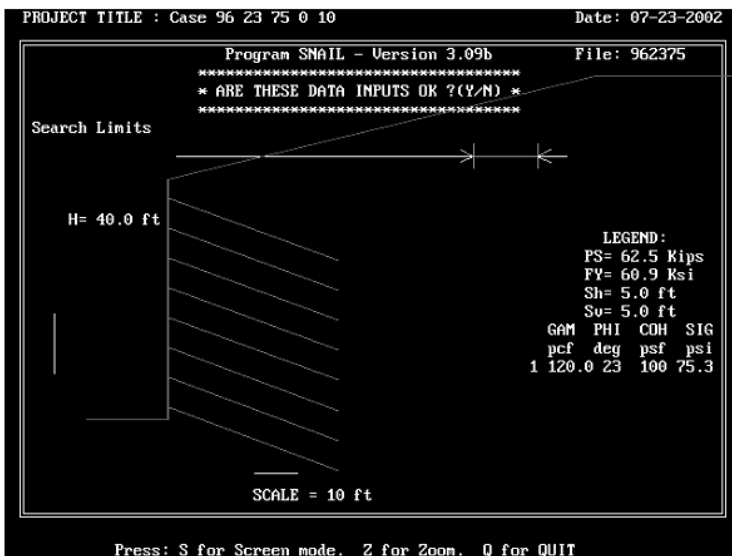 PROJECT TITLE : Case 96 23 75 0 10 Date: 07-23-2002
Program SNAIL - Version 3.09b File: 962375
************************************
* ARE THESE DATA INPUTS OK ?(Y/N) *
************************************
Search Limits
H= 40.0 ft
LEGEND:
PS= 62.5 Kips
FY= 60.9 Ksi
Sh= 5.0 ft
Sv= 5.0 ft
GAM PHI COH SIG
pcf deg psf psi
1 120.0 23 100 75.3
SCALE = 10 ft
Press: S for Screen mode. Z for Zoom. Q for QUIT